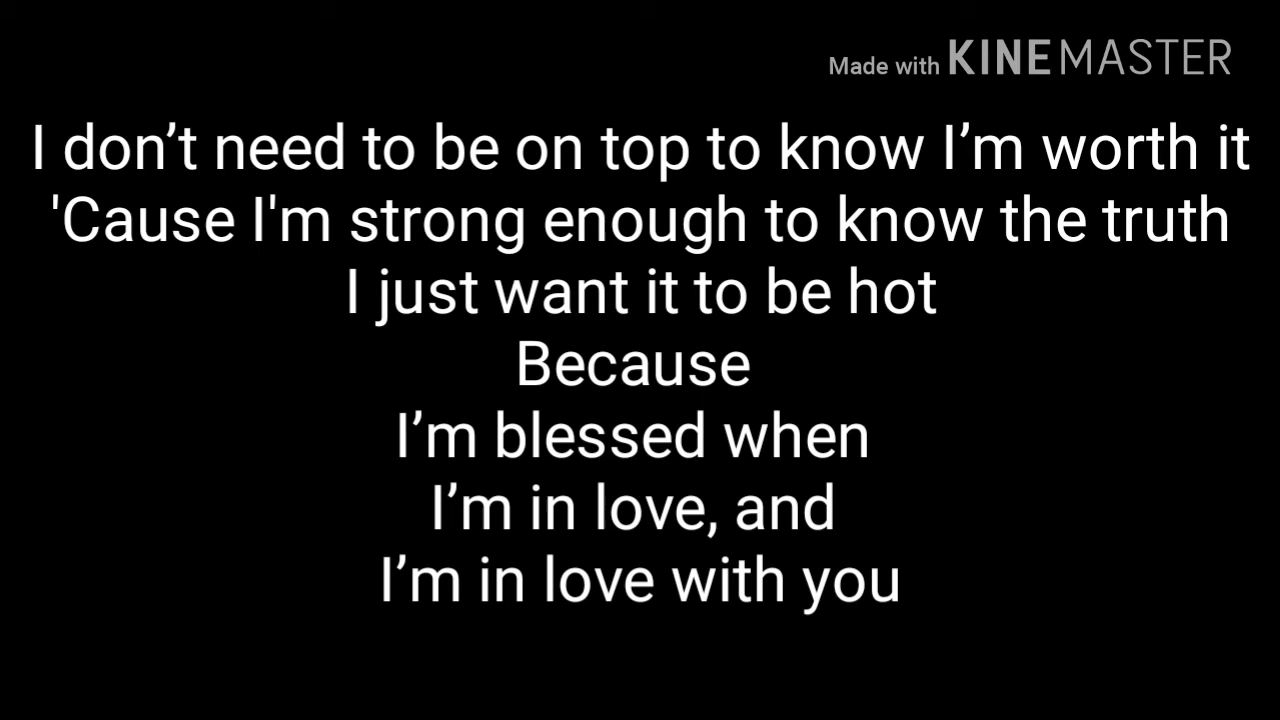 Made with KINEMASTER
I don’t need to be on top to know I’m worth it
'Cause I'm strong enough to know the truth
I just want it to be hot
Because
I’m blessed when
I’m in love, and
I’m in love with you